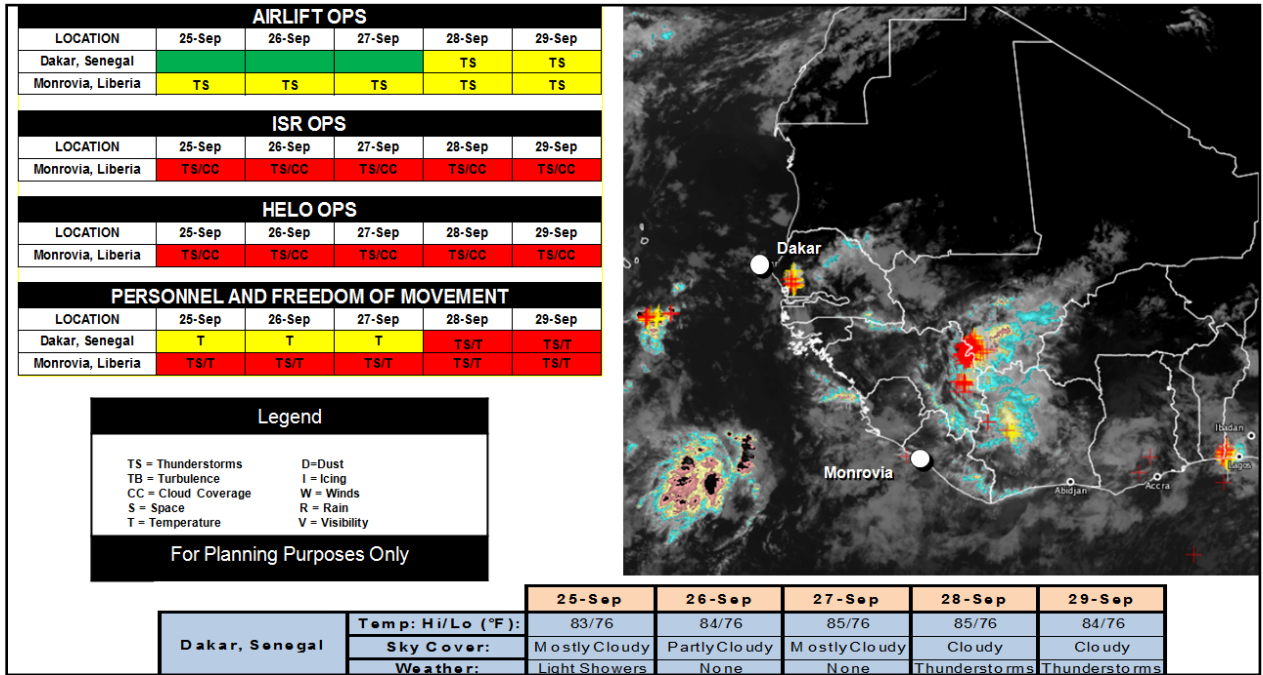 AIRLIFT OPS
LOCATION 25-Sep 26-Sep 27-Sep 28-Sep 29-Sep
Dakar, Senegal TS TS
Monrovia, Liberia TS TS TS TS TS
ISR OPS
LOCATION 25-Sep 26-Sep 27-Sep 28-Sep 29-Sep
Monrovia, Liberia TS/CC TS/CC TS/CC TS/CC TS/CC
HELO OPS
LOCATION 25-Sep 26-Sep 27-Sep 28-Sep 29-Sep
Monrovia, Liberia TS/CC TS/CC TS/CC TS/CC TS/CC
PERSONNEL AND FREEDOM OF MOVEMENT
LOCATION 25-Sep 26-Sep 27-Sep 28-Sep 29-Sep
Dakar, Senegal T T T TS/T TS/T
Monrovia, Liberia TS/T TS/T TS/T TS/T TS/T
Legend
TS = Thunderstorms D=Dust
TB = Turbulence I = Icing
CC = Cloud Coverage W = Winds
S = Space R = Rain
T = Temperature V = Visibility
For Planning Purposes Only
Dakar
Monrovia
Abidjan
Accra
Ibadan
Lagos
25-Sep 26-Sep 27-Sep 28-Sep 29-Sep
Dakar, Senegal Temp: Hi/Lo (°F): 83/76 84/76 85/76 85/76 84/76
Sky Cover: Mostly Cloudy Partly Cloudy Mostly Cloudy Cloudy Cloudy
Weather: Light Showers None None Thunderstorms Thunderstorms